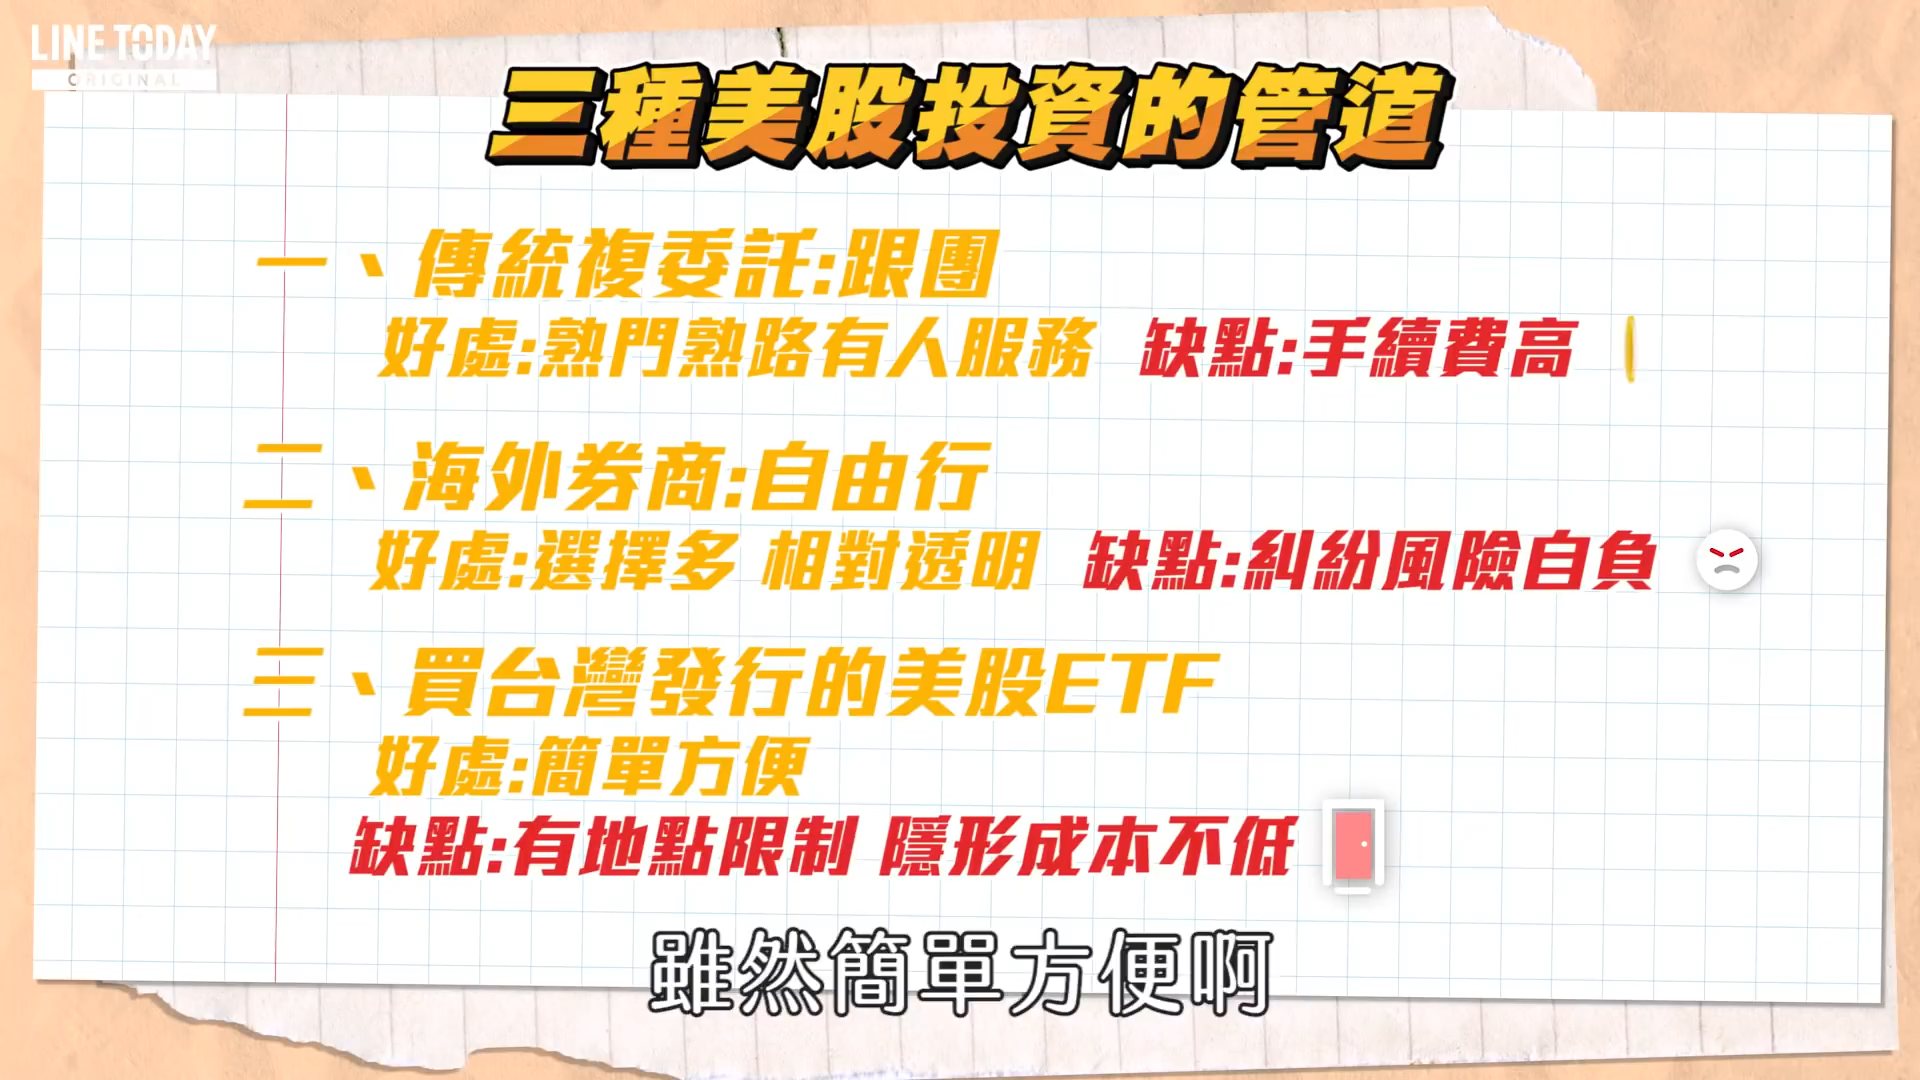 LINE TODAY
ORIGINAL
三種美股投資的管道
一、傳統複委託:跟團
好處:熟門熟路有人服務 缺點:手續費高
二、海外券商:自由行
好處:選擇多 相對透明 缺點:糾紛風險自負
三、買台灣發行的美股ETF
好處:簡單方便
缺點:有地點限制 隱形成本不低
雖然簡單方便啊